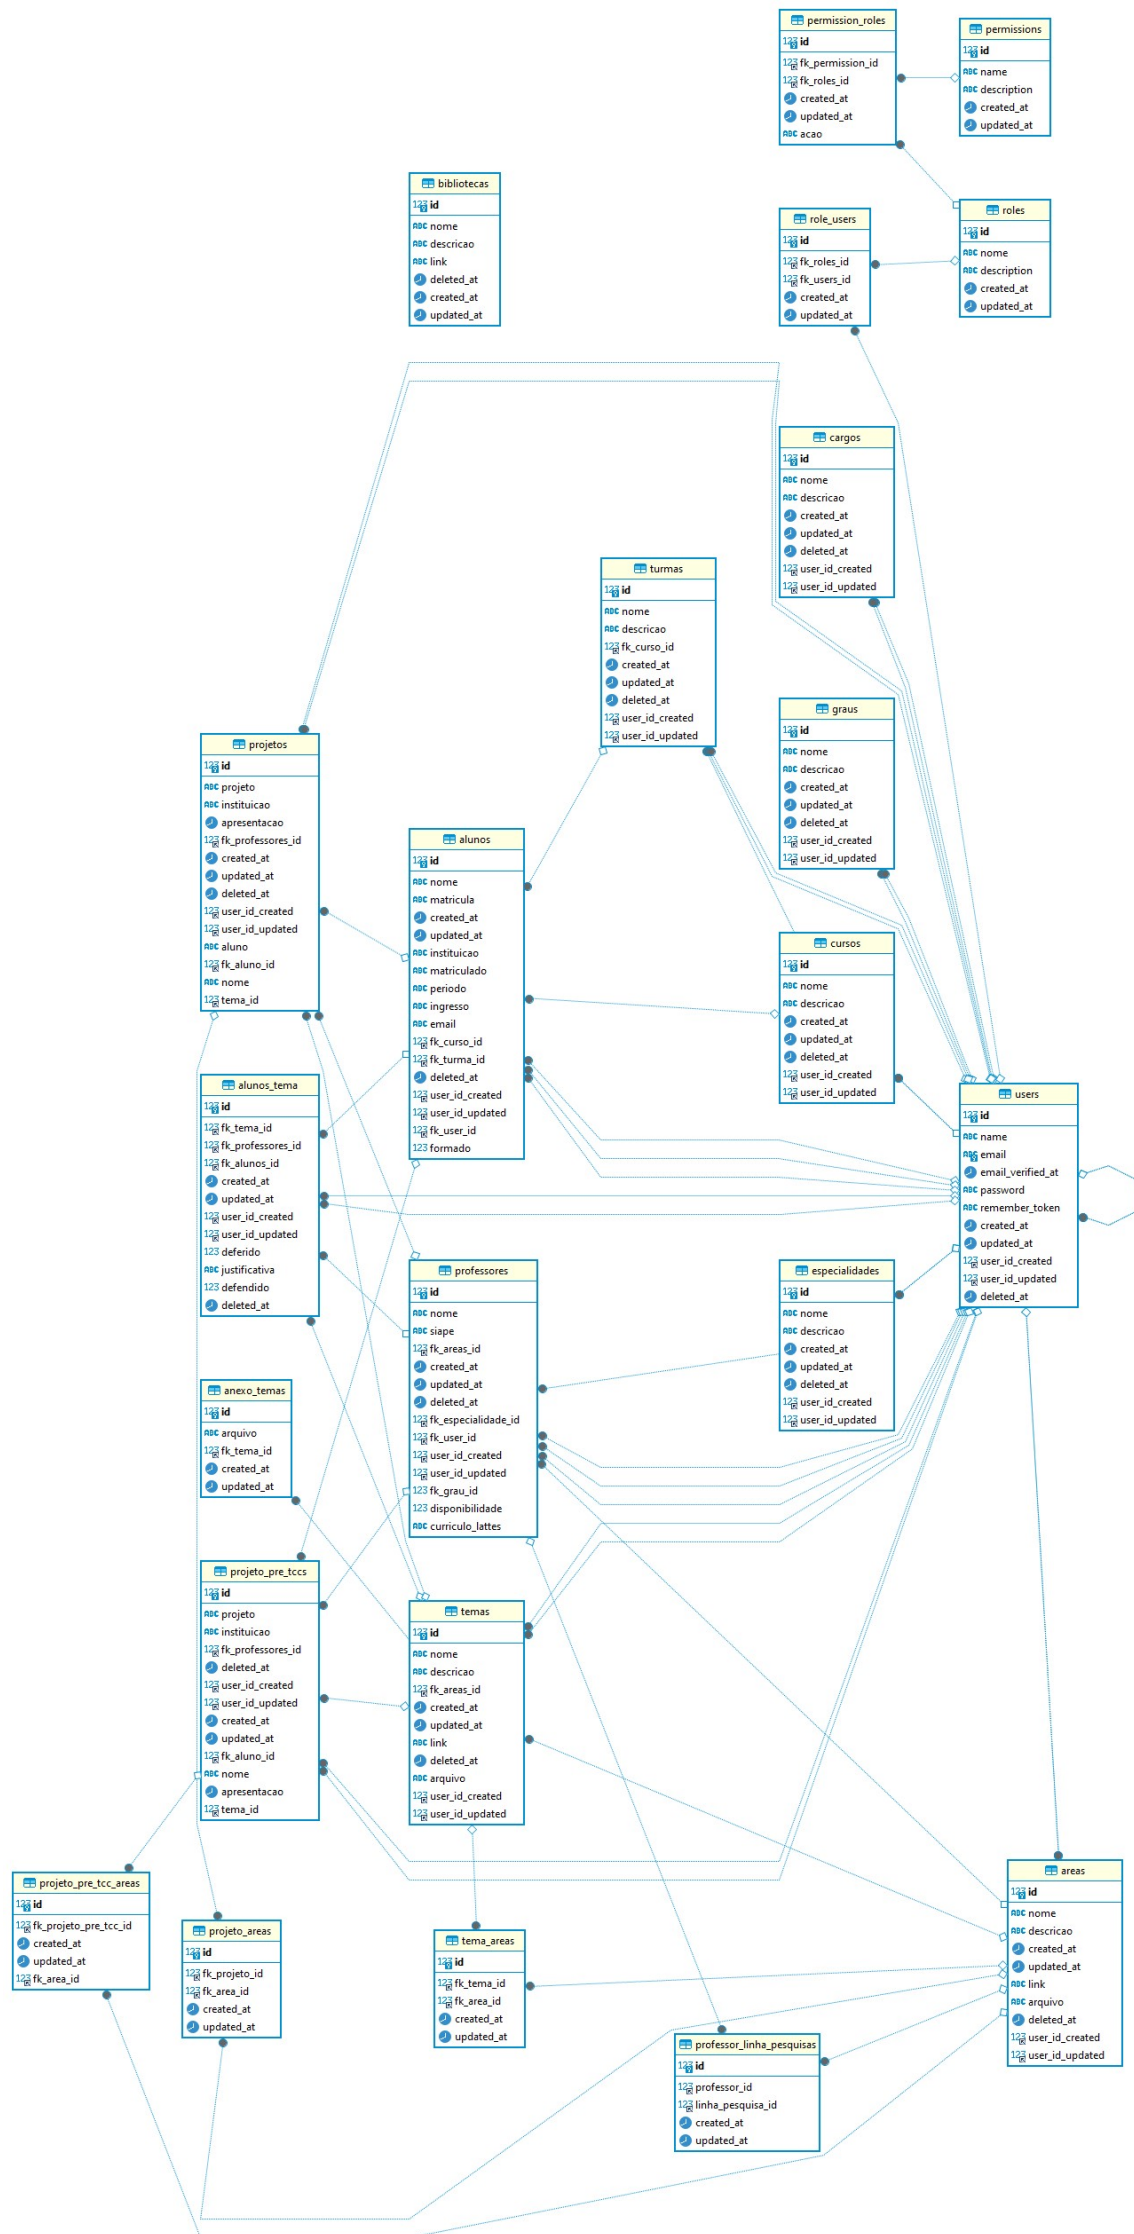 permission_roles
id
fk_permission_id
fk_roles_id
created_at
updated_at
acao
permissions
id
name
description
created_at
updated_at
bibliotecas
id
nome
descricao
link
deleted_at
created_at
updated_at
role_users
id
fk_roles_id
fk_users_id
created_at
updated_at
roles
id
nome
description
created_at
updated_at
cargos
id
nome
descricao
created_at
updated_at
deleted_at
user_id_created
user_id_updated
turmas
id
nome
descricao
fk_curso_id
created_at
updated_at
deleted_at
user_id_created
user_id_updated
graus
id
nome
descricao
created_at
updated_at
deleted_at
user_id_created
user_id_updated
projetos
id
projeto
instituicao
apresentacao
fk_professores_id
created_at
updated_at
deleted_at
user_id_created
user_id_updated
aluno
fk_aluno_id
nome
tema_id
alunos
id
nome
matricula
created_at
updated_at
instituicao
matriculado
periodo
ingresso
email
fk_curso_id
fk_turma_id
deleted_at
user_id_created
user_id_updated
fk_user_id
formado
cursos
id
nome
descricao
created_at
updated_at
deleted_at
user_id_created
user_id_updated
alunos_tema
id
fk_tema_id
fk_professores_id
fk_alunos_id
created_at
updated_at
user_id_created
user_id_updated
deferido
justificativa
defendido
deleted_at
users
id
name
email
email_verified_at
password
remember_token
created_at
updated_at
user_id_created
user_id_updated
deleted_at
professores
id
nome
siape
fk_areas_id
created_at
updated_at
deleted_at
fk_especialidade_id
fk_user_id
user_id_created
user_id_updated
fk_grau_id
disponibilidade
curriculo_lattes
especialidades
id
nome
descricao
created_at
updated_at
deleted_at
user_id_created
user_id_updated
anexo_temas
id
arquivo
fk_tema_id
created_at
updated_at
projeto_pre_tccs
id
projeto
instituicao
fk_professores_id
deleted_at
user_id_created
user_id_updated
created_at
updated_at
fk_aluno_id
nome
apresentacao
tema_id
temas
id
nome
descricao
fk_areas_id
created_at
updated_at
link
deleted_at
arquivo
user_id_created
user_id_updated
projeto_pre_tcc_areas
id
fk_projeto_pre_tcc_id
created_at
updated_at
fk_area_id
projeto_areas
id
fk_projeto_id
fk_area_id
created_at
updated_at
tema_areas
id
fk_tema_id
fk_area_id
created_at
updated_at
areas
id
nome
descricao
created_at
updated_at
link
arquivo
deleted_at
user_id_created
user_id_updated
professor_linha_pesquisas
id
professor_id
linha_pesquisa_id
created_at
updated_at